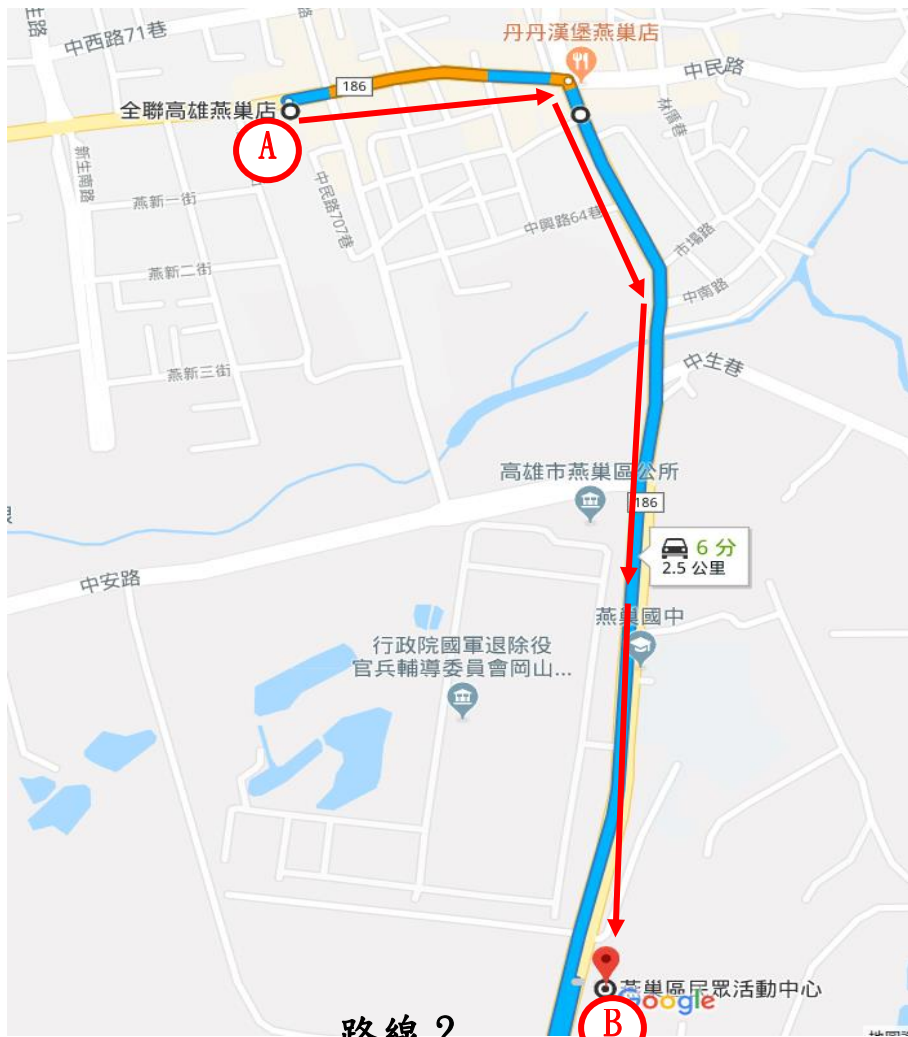 中西路71巷
丹丹漢堡燕巢店
中民路
186
全聯高雄燕巢店
A
林循巷
新生南路
燕新一街
中民路707巷
中興路64巷
市場路
燕新二街
中南路
燕新三街
中生巷
高雄市燕巢區公所
186
6 分
2.5 公里
中安路
燕巢國中
行政院國軍退除役
官兵輔導委員會岡山...
燕巢區民眾活動中心
Google
B
路線 2